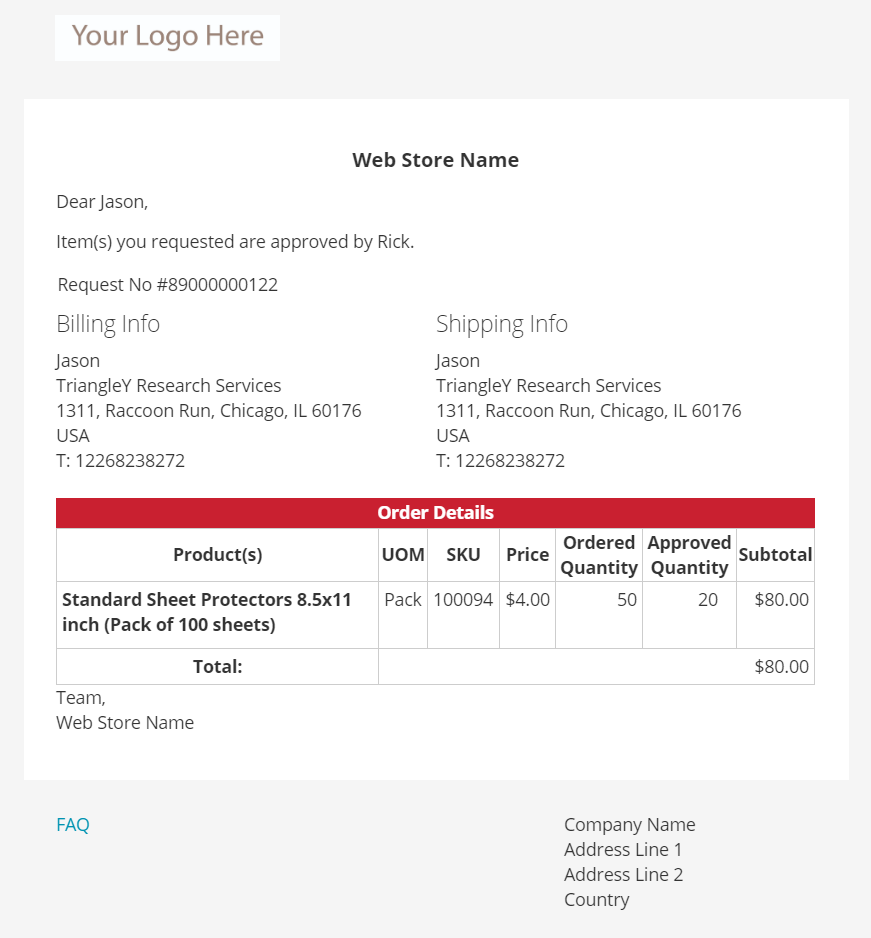 Your Logo Here
Web Store Name
Dear Jason,
Item(s) you requested are approved by Rick.
Request No #89000000122
Billing Info
Jason
TriangleY Research Services
1311, Raccoon Run, Chicago, IL 60176
USA
T: 12268238272
Shipping Info
Jason
TriangleY Research Services
1311, Raccoon Run, Chicago, IL 60176
USA
T: 12268238272
Order Details
Product(s) UOM SKU Price Ordered Quantity Approved Quantity Subtotal
Standard Sheet Protectors 8.5x11 Pack 100094 $4.00 50 20 $80.00
inch (Pack of 100 sheets)
Total: $80.00
Team,
Web Store Name
FAQ
Company Name
Address Line 1
Address Line 2
Country